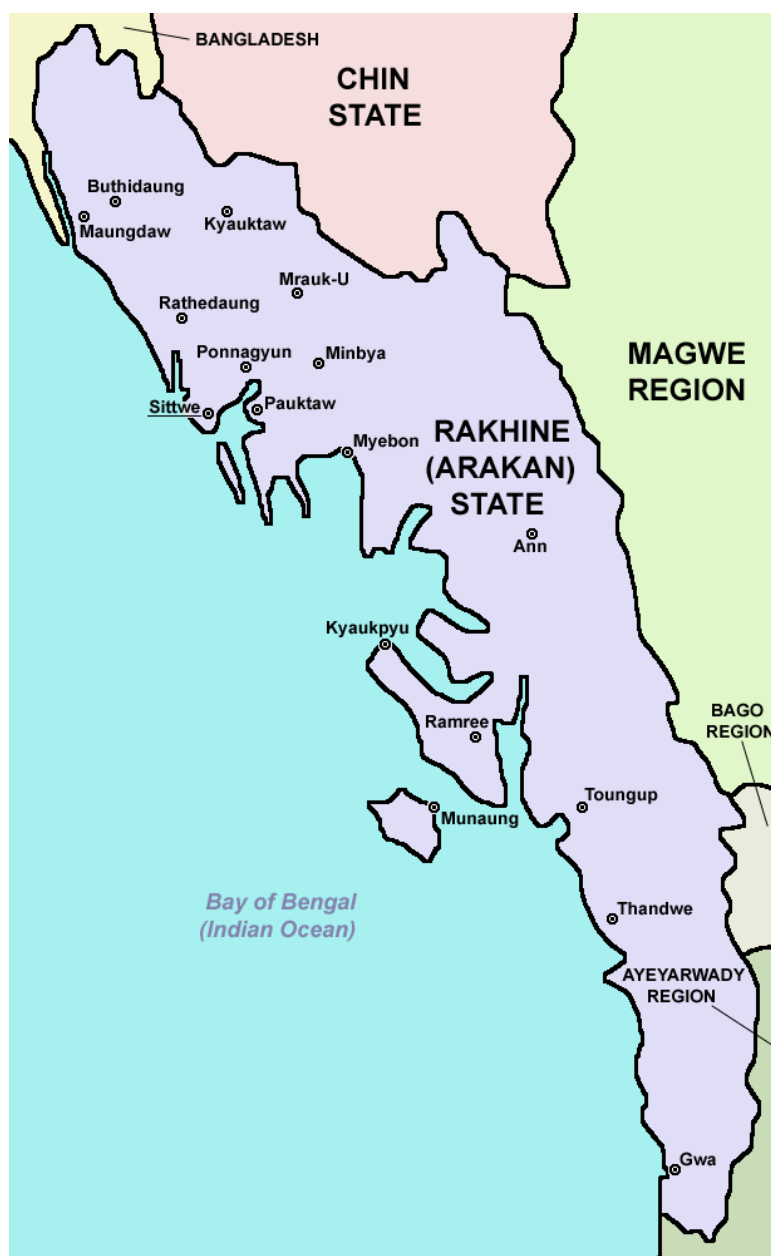 BANGLADESH
CHIN
STATE
Buthidaung
Maungdaw
Kyauktaw
Mrauk-U
Rathedaung
Ponnagyun
Minbya
MAGWE
REGION
Sittwe
Pauktaw
Myebon
RAKHINE
(ARAKAN)
STATE
Ann
Kyaukpyu
Ramree
BAGO
REGION
Toungup
Munaung
Bay of Bengal
(Indian Ocean)
Thandwe
AYEYARWADY
REGION
Gwa